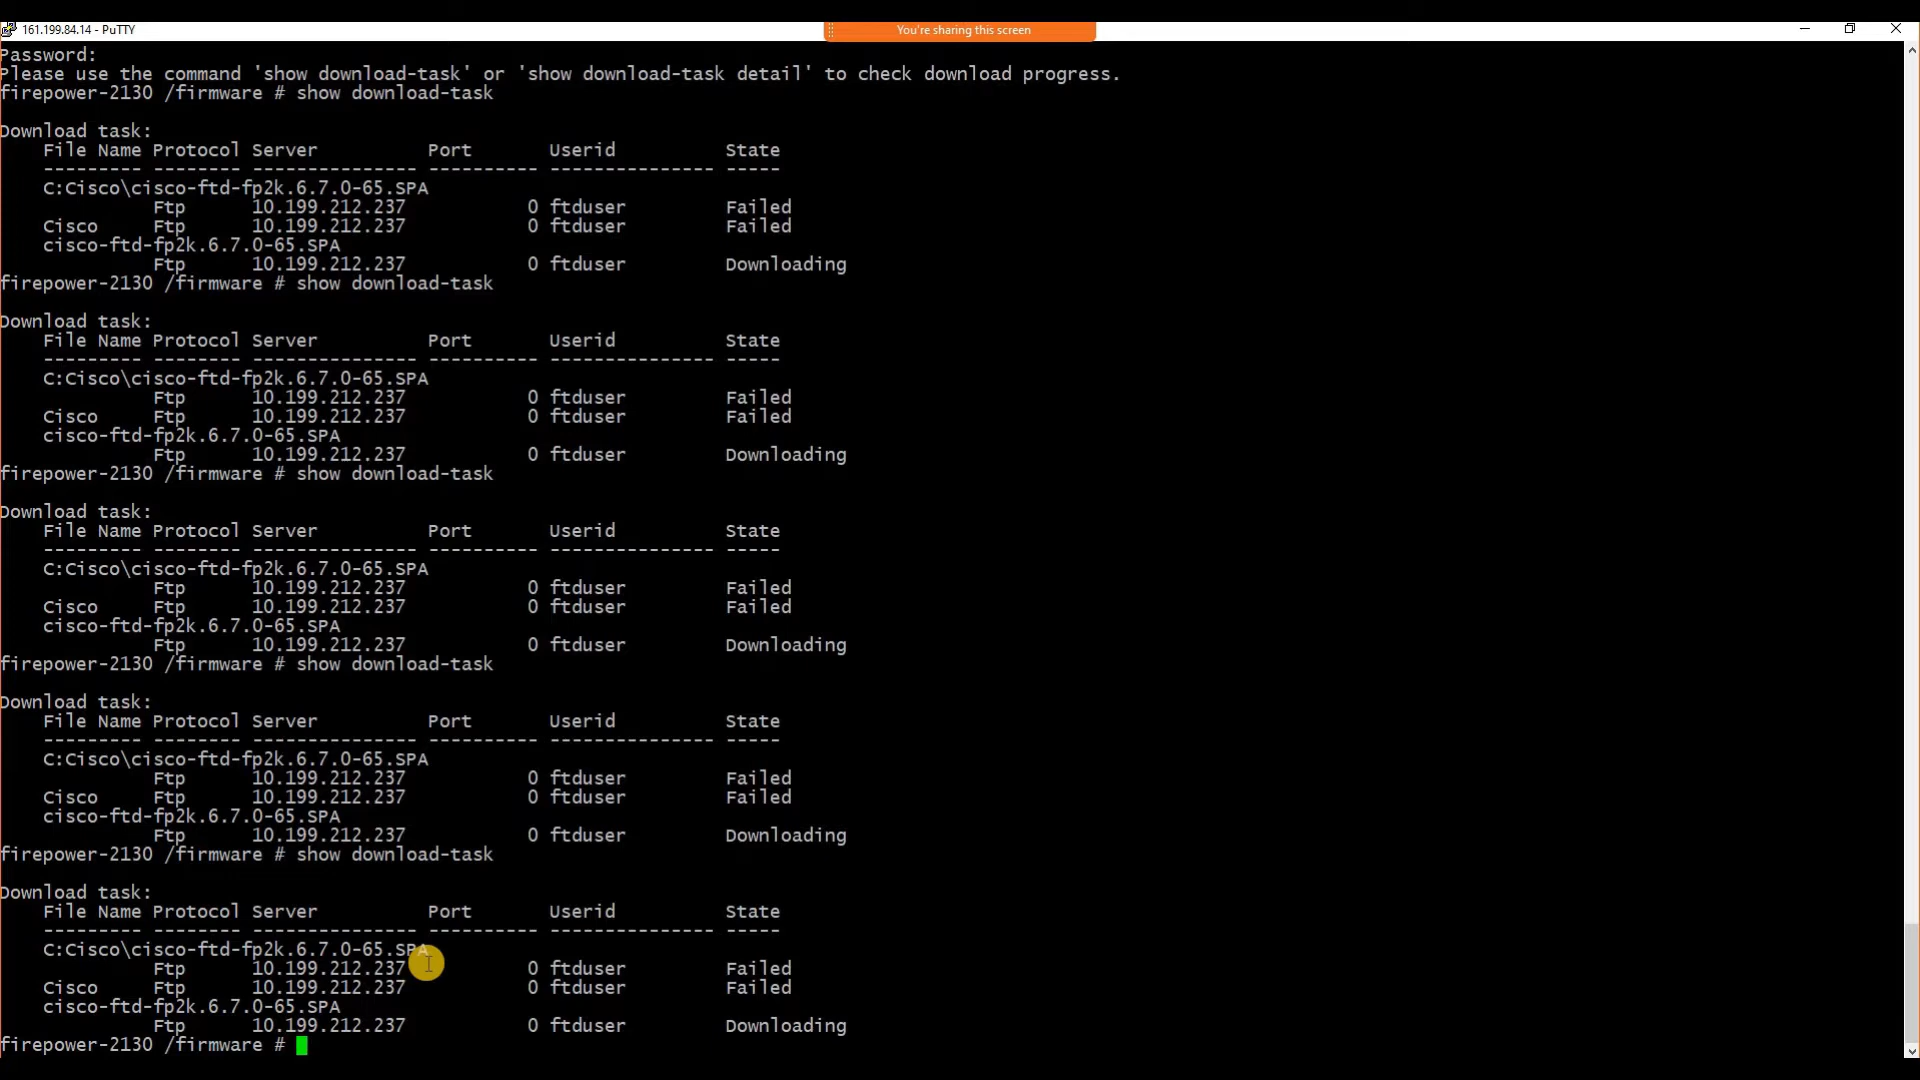 161.199.84.14 - PuTTY
You're sharing this screen
Password:
Please use the command 'show download-task' or 'show download-task detail' to check download progress.
firepower-2130 /firmware # show download-task
Download task:
File Name Protocol Server Port Userid State
--------- -------- --------------- ---------- --------------- -----
C:Cisco\cisco-ftd-fp2k.6.7.0-65.SPA
Ftp 10.199.212.237 0 ftduser Failed
Cisco Ftp 10.199.212.237 0 ftduser Failed
cisco-ftd-fp2k.6.7.0-65.SPA
Ftp 10.199.212.237 0 ftduser Downloading
firepower-2130 /firmware # show download-task
Download task:
File Name Protocol Server Port Userid State
--------- -------- --------------- ---------- --------------- -----
C:Cisco\cisco-ftd-fp2k.6.7.0-65.SPA
Ftp 10.199.212.237 0 ftduser Failed
Cisco Ftp 10.199.212.237 0 ftduser Failed
cisco-ftd-fp2k.6.7.0-65.SPA
Ftp 10.199.212.237 0 ftduser Downloading
firepower-2130 /firmware # show download-task
Download task:
File Name Protocol Server Port Userid State
--------- -------- --------------- ---------- --------------- -----
C:Cisco\cisco-ftd-fp2k.6.7.0-65.SPA
Ftp 10.199.212.237 0 ftduser Failed
Cisco Ftp 10.199.212.237 0 ftduser Failed
cisco-ftd-fp2k.6.7.0-65.SPA
Ftp 10.199.212.237 0 ftduser Downloading
firepower-2130 /firmware # show download-task
Download task:
File Name Protocol Server Port Userid State
--------- -------- --------------- ---------- --------------- -----
C:Cisco\cisco-ftd-fp2k.6.7.0-65.SPA
Ftp 10.199.212.237 0 ftduser Failed
Cisco Ftp 10.199.212.237 0 ftduser Failed
cisco-ftd-fp2k.6.7.0-65.SPA
Ftp 10.199.212.237 0 ftduser Downloading
firepower-2130 /firmware # show download-task
Download task:
File Name Protocol Server Port Userid State
--------- -------- --------------- ---------- --------------- -----
C:Cisco\cisco-ftd-fp2k.6.7.0-65.SPA
Ftp 10.199.212.237 0 ftduser Failed
Cisco Ftp 10.199.212.237 0 ftduser Failed
cisco-ftd-fp2k.6.7.0-65.SPA
Ftp 10.199.212.237 0 ftduser Downloading
firepower-2130 /firmware #